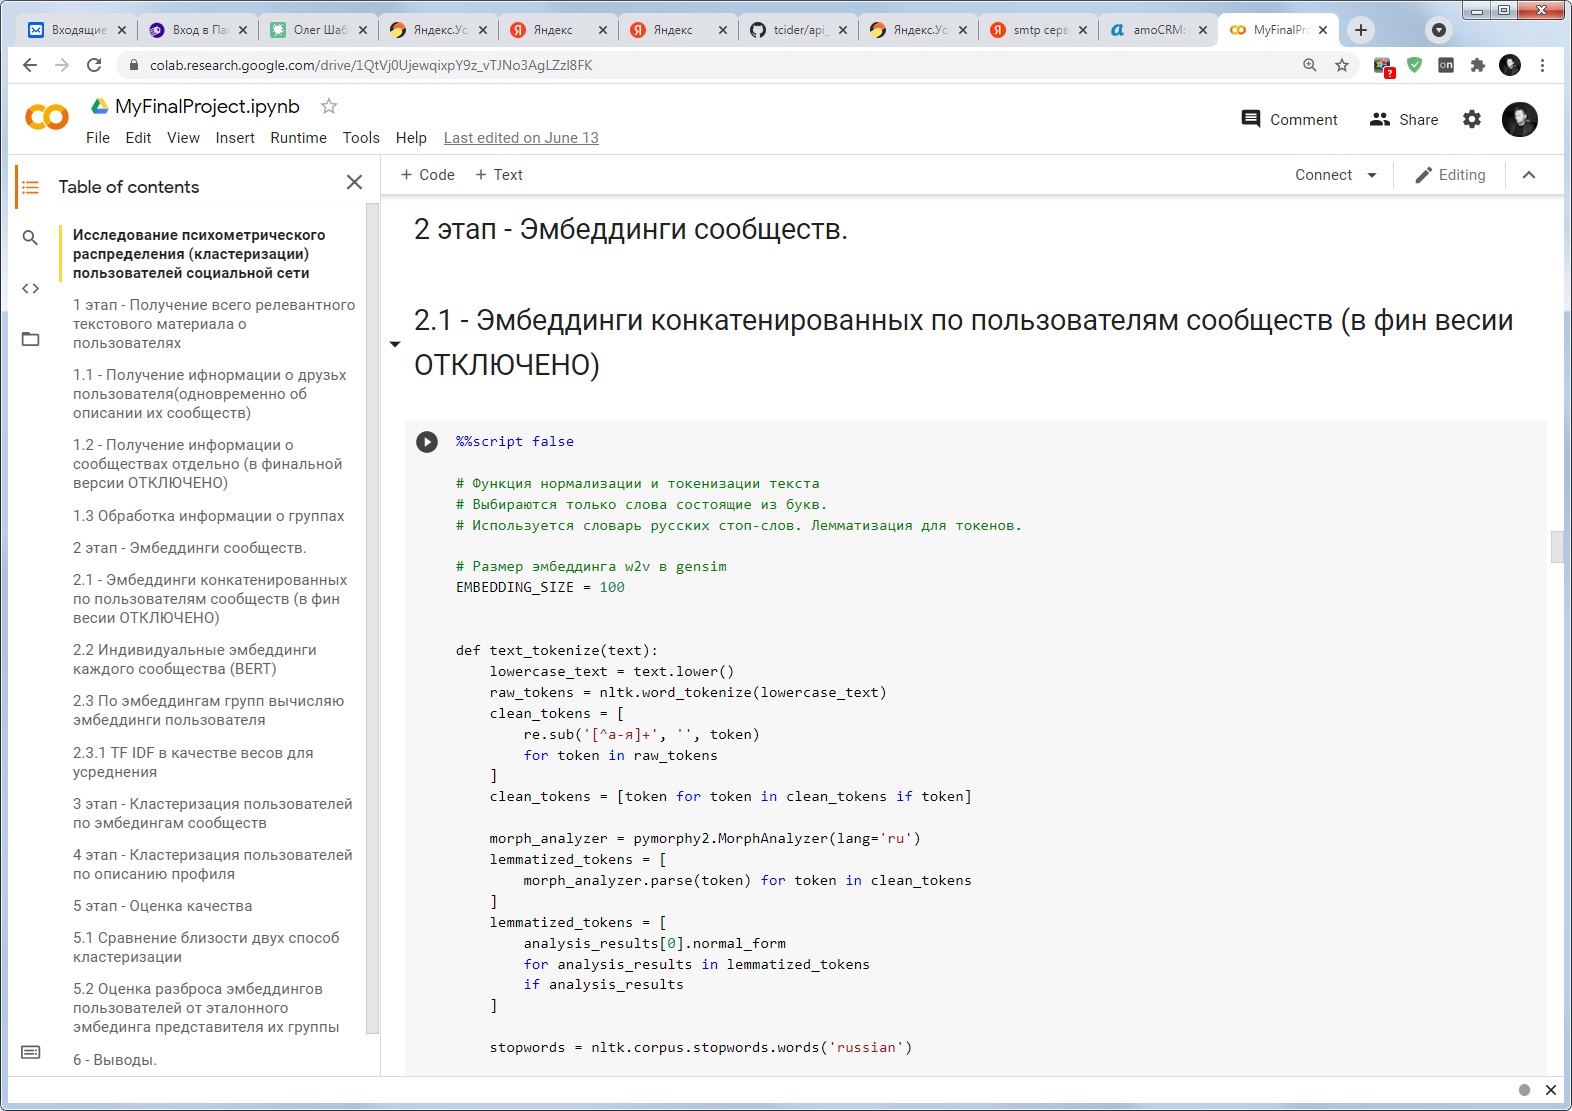 Входящие
Вход в Па
Олег Шаб
Яндекс.Ус
Яндекс
Яндекс
tcider/api_
Яндекс.Ус
smtp серв
amoCRM:
MyFinalPr
colab.research.google.com/drive/1QtVj0UjewqixpY9z_vTJNo3AgLZzI8FK
on
?
MyFinalProject.ipynb
File Edit View Insert Runtime Tools Help Last edited on June 13
Comment
Share
Table of contents
+ Code + Text
Connect
Editing
Исследование психометрического
распределения (кластеризации)
пользователей социальной сети
1 этап - Получение всего релевантного
текстового материала о
пользователях
1.1 - Получение ифнормации о друзьх
пользователя(одновременно об
описании их сообществ)
1.2 - Получение информации о
сообществах отдельно (в финальной
версии ОТКЛЮЧЕНО)
1.3 Обработка информации о группах
2 этап - Эмбеддинги сообществ.
2.1 - Эмбеддинги конкатенированных
по пользователям сообществ (в фин
весии ОТКЛЮЧЕНО)
2.2 Индивидуальные эмбеддинги
каждого сообщества (BERT)
2.3 По эмбеддингам групп вычисляю
эмбеддинги пользователя
2.3.1 TF IDF в качестве весов для
усреднения
3 этап - Кластеризация пользователей
по эмбедингам сообществ
4 этап - Кластеризация пользователей
по описанию профиля
5 этап - Оценка качества
5.1 Сравнение близости двух способ
кластеризации
5.2 Оценка разброса эмбеддингов
пользователей от эталонного
эмбединга представителя их группы
6 - Выводы.
2 этап - Эмбеддинги сообществ.
2.1 - Эмбеддинги конкатенированных по пользователям сообществ (в фин весии
ОТКЛЮЧЕНО)
%%script false
# Функция нормализации и токенизации текста
# Выбираются только слова состоящие из букв.
# Используется словарь русских стоп-слов. Лемматизация для токенов.
# Размер эмбеддинга w2v в gensim
EMBEDDING_SIZE = 100
def text_tokenize(text):
    lowercase_text = text.lower()
    raw_tokens = nltk.word_tokenize(lowercase_text)
    clean_tokens = [
        re.sub('[^а-я]+', '', token)
        for token in raw_tokens
    ]
    clean_tokens = [token for token in clean_tokens if token]
    morph_analyzer = pymorphy2.MorphAnalyzer(lang='ru')
    lemmatized_tokens = [
        morph_analyzer.parse(token) for token in clean_tokens
    ]
    lemmatized_tokens = [
        analysis_results[0].normal_form
        for analysis_results in lemmatized_tokens
        if analysis_results
    ]
    stopwords = nltk.corpus.stopwords.words('russian')